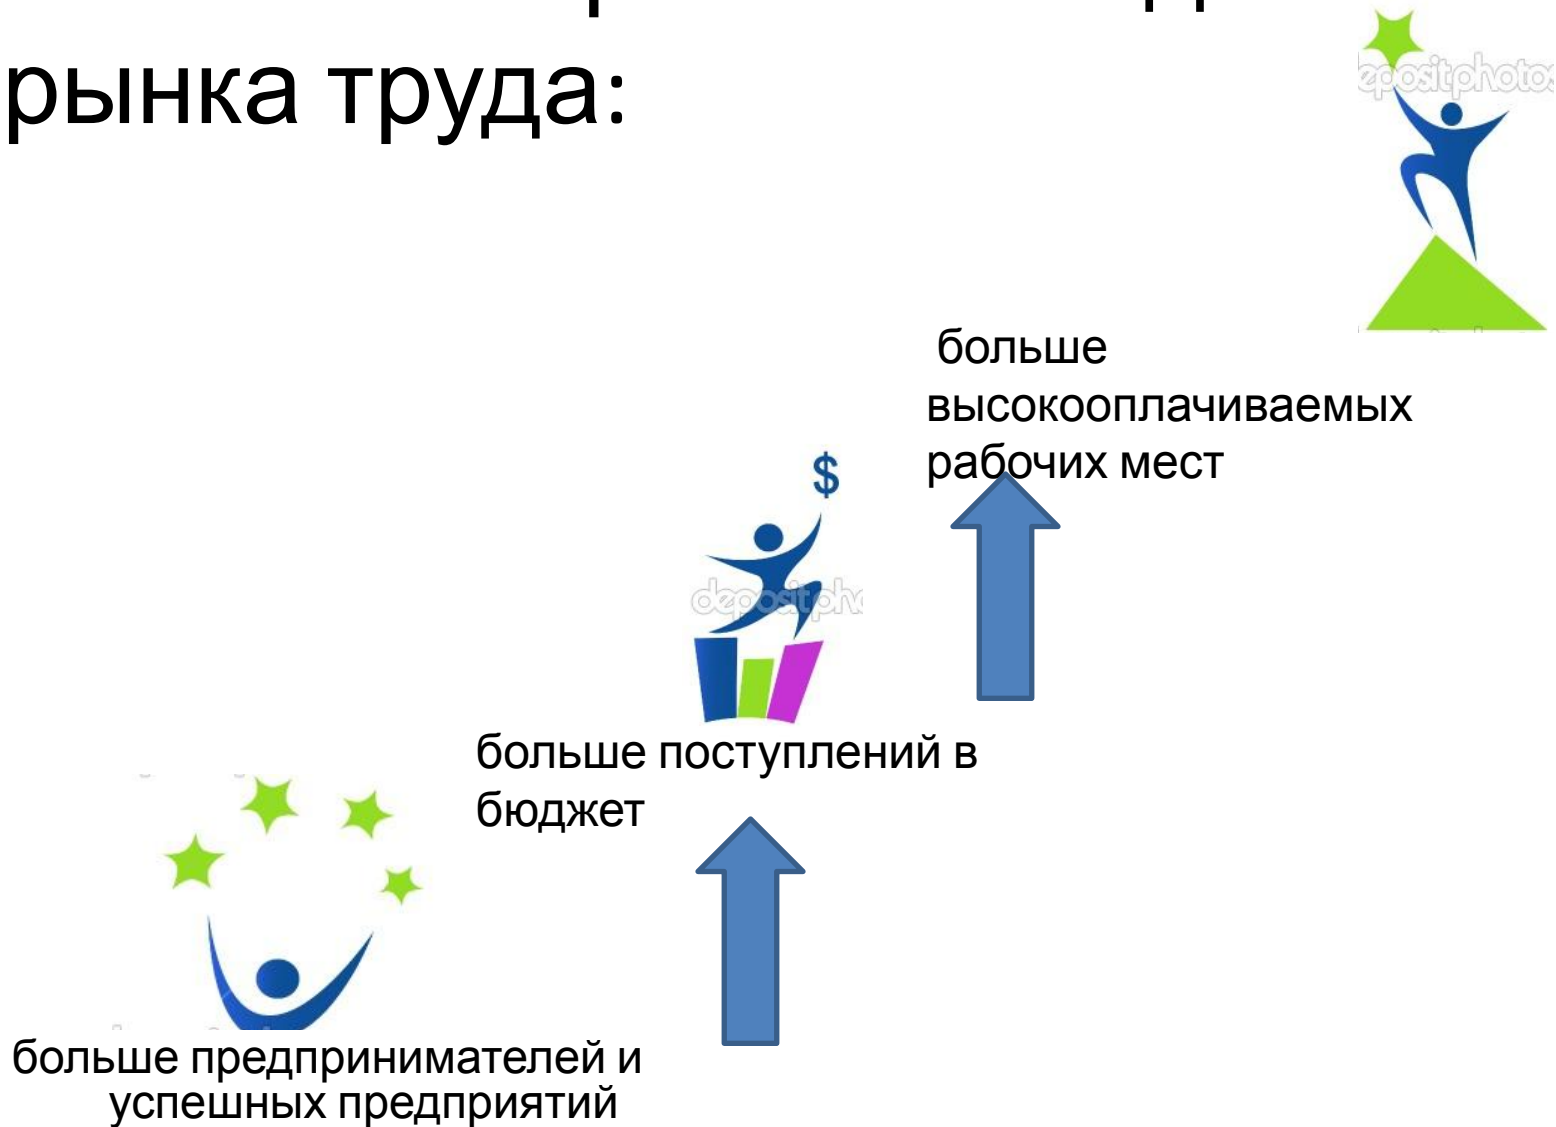 рынка труда:
больше
высокооплачиваемых
рабочих мест
$
больше поступлений в
бюджет
больше предпринимателей и
успешных предприятий